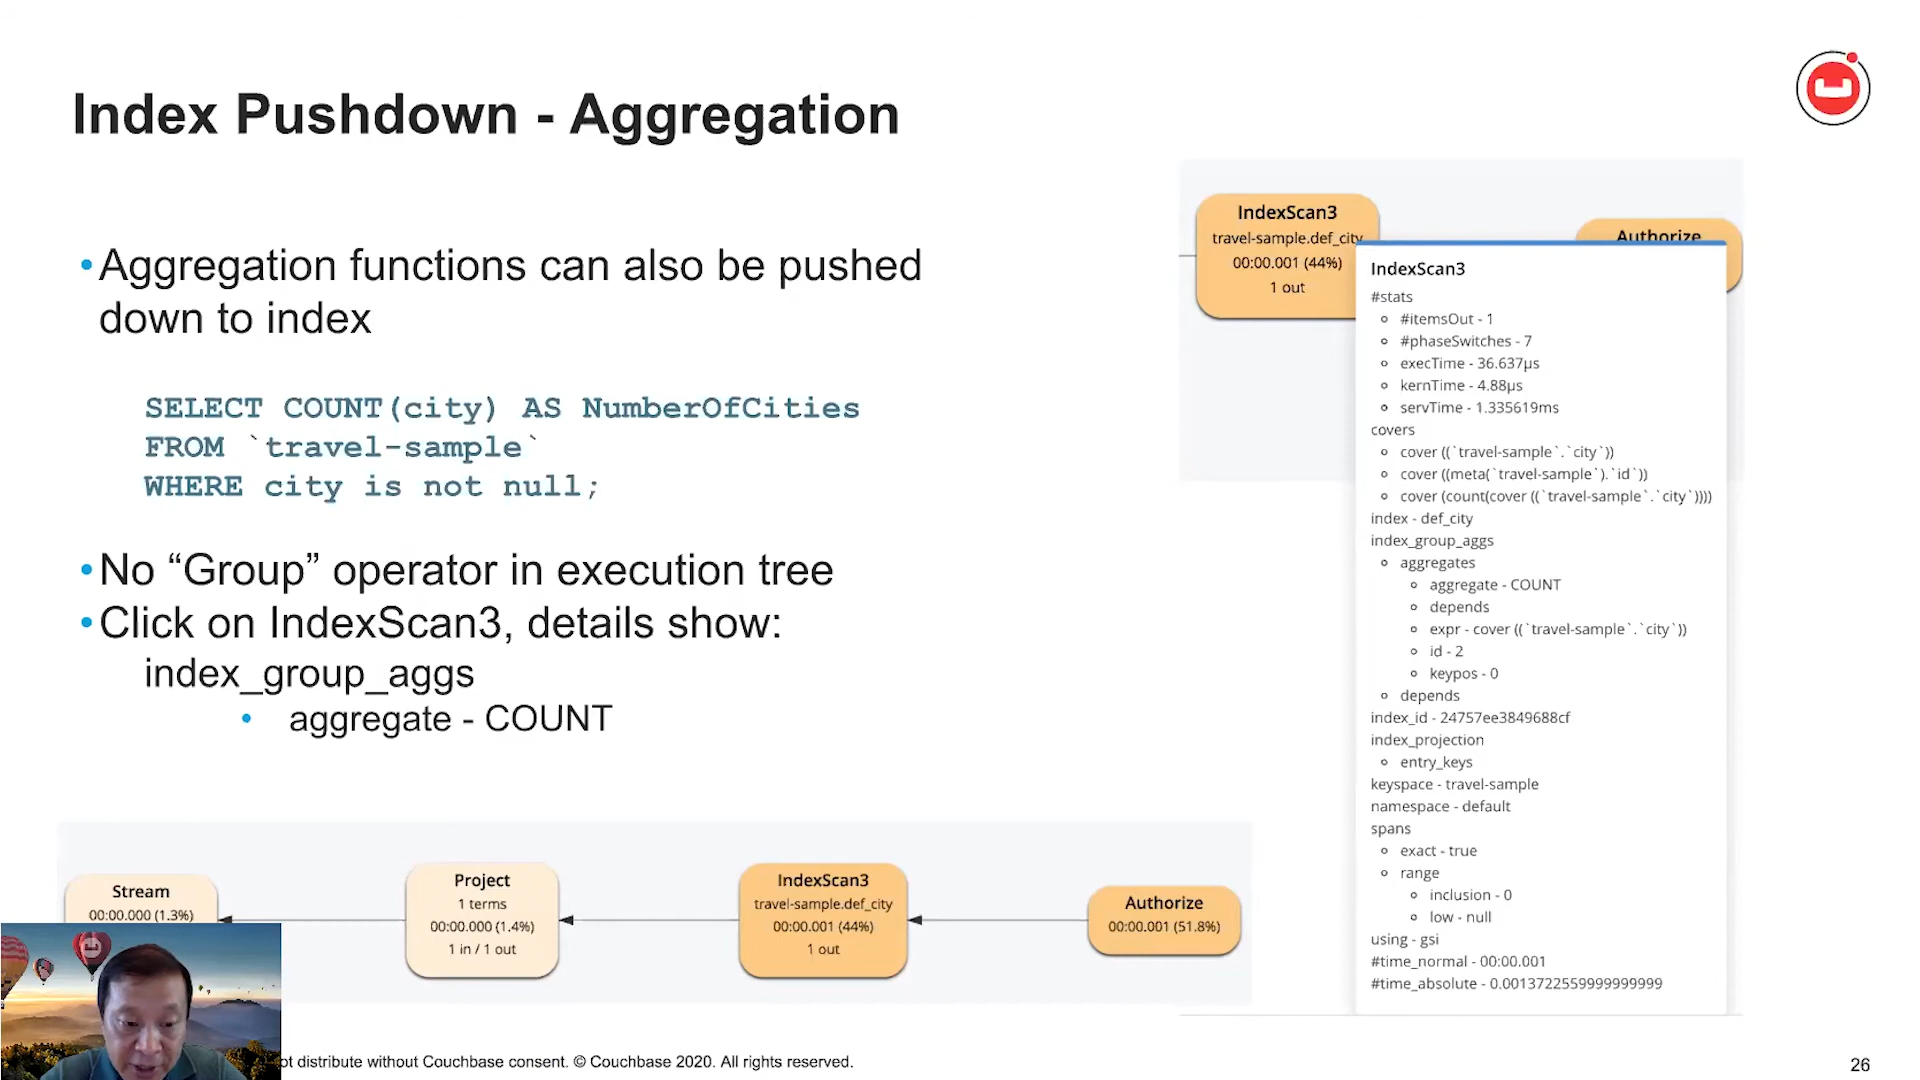 Index Pushdown - Aggregation
•Aggregation functions can also be pushed
down to index
SELECT COUNT(city) AS NumberOfCities
FROM `travel-sample`
WHERE city is not null;
•No “Group” operator in execution tree
•Click on IndexScan3, details show:
index_group_aggs
• aggregate - COUNT
IndexScan3
travel-sample.def_city
00:00.001 (44%)
1 out
Authorize
IndexScan3
#stats
#itemsOut - 1
#phaseSwitches - 7
execTime - 36.637µs
kernTime - 4.88µs
servTime - 1.335619ms
covers
cover ((`travel-sample`.`city`))
cover ((meta(`travel-sample`).`id`))
cover (count(cover ((`travel-sample`.`city`))))
index - def_city
index_group_aggs
aggregates
aggregate - COUNT
depends
expr - cover ((`travel-sample`.`city`))
id - 2
keypos - 0
depends
index_id - 24757ee3849688cf
index_projection
entry_keys
keyspace - travel-sample
namespace - default
spans
exact - true
range
inclusion - 0
low - null
using - gsi
#time_normal - 00:00.001
#time_absolute - 0.0013722559999999999
Stream
00:00.000 (1.3%)
Project
1 terms
00:00.000 (1.4%)
1 in / 1 out
IndexScan3
travel-sample.def_city
00:00.001 (44%)
1 out
Authorize
00:00.001 (51.8%)
distribute without Couchbase consent. © Couchbase 2020. All rights reserved.
26